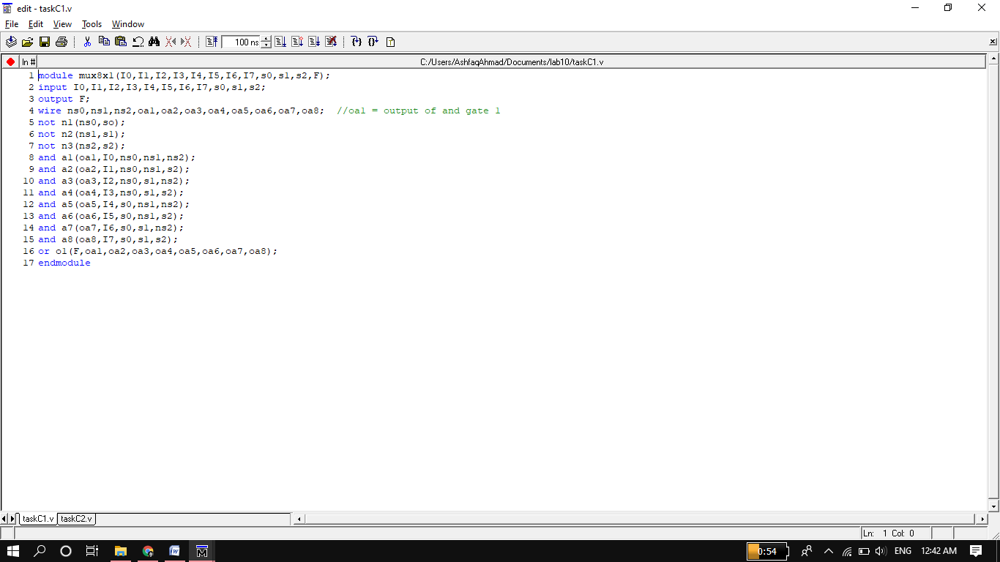 edit - taskC1.v
File Edit View Tools Window
100 ns
ln #
C:/Users/AshfaqAhmad/Documents/lab10/taskC1.v
1 module mux8x1(I0,I1,I2,I3,I4,I5,I6,I7,s0,s1,s2,F);
2 input I0,I1,I2,I3,I4,I5,I6,I7,s0,s1,s2;
3 output F;
4 wire ns0,ns1,ns2,oa1,oa2,oa3,oa4,oa5,oa6,oa7,oa8;  //oa1 = output of and gate 1
5 not n1(ns0,so);
6 not n2(ns1,s1);
7 not n3(ns2,s2);
8 and a1(oa1,I0,ns0,ns1,ns2);
9 and a2(oa2,I1,ns0,ns1,s2);
10 and a3(oa3,I2,ns0,s1,ns2);
11 and a4(oa4,I3,ns0,s1,s2);
12 and a5(oa5,I4,s0,ns1,ns2);
13 and a6(oa6,I5,s0,ns1,s2);
14 and a7(oa7,I6,s0,s1,ns2);
15 and a8(oa8,I7,s0,s1,s2);
16 or o1(F,oa1,oa2,oa3,oa4,oa5,oa6,oa7,oa8);
17 endmodule
taskC1.v taskC2.v
Ln: 1 Col: 0
0:54 ENG 12:42 AM